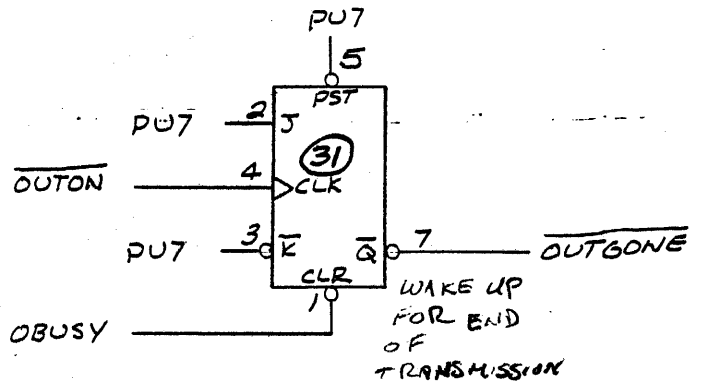 PU7
5
PST
PU7 2 J
31
OUTON 4 CLK
PU7 3 K Q 7 OUTGONE
CLR
1
OBUSY
WAKE UP
FOR END
OF
TRANSMISSION